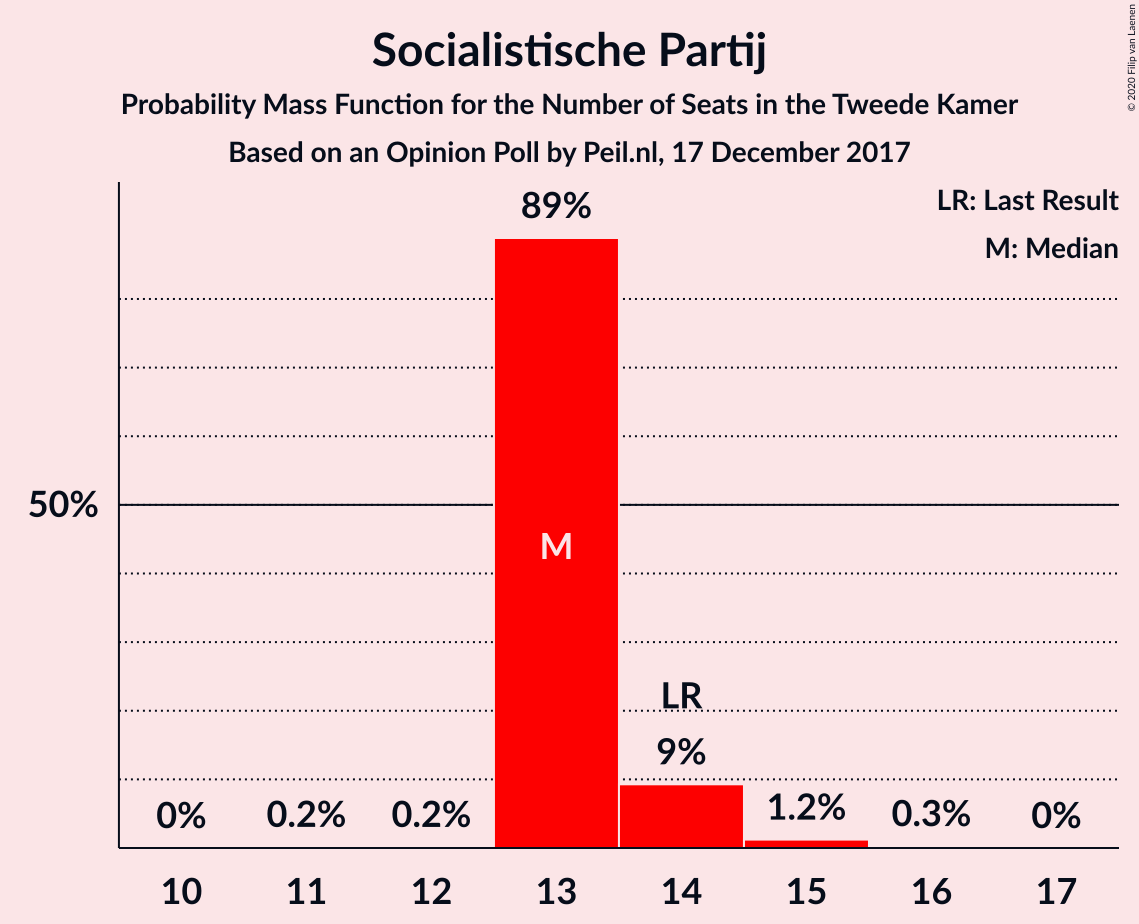 Socialistische Partij
Probability Mass Function for the Number of Seats in the Tweede Kamer
Based on an Opinion Poll by Peil.nl, 17 December 2017
© 2020 Filip van Laenen
LR: Last Result
M: Median
89%
50%
M
LR
9%
0%
0.2%
0.2%
1.2%
0.3%
0%
10 11 12 13 14 15 16 17